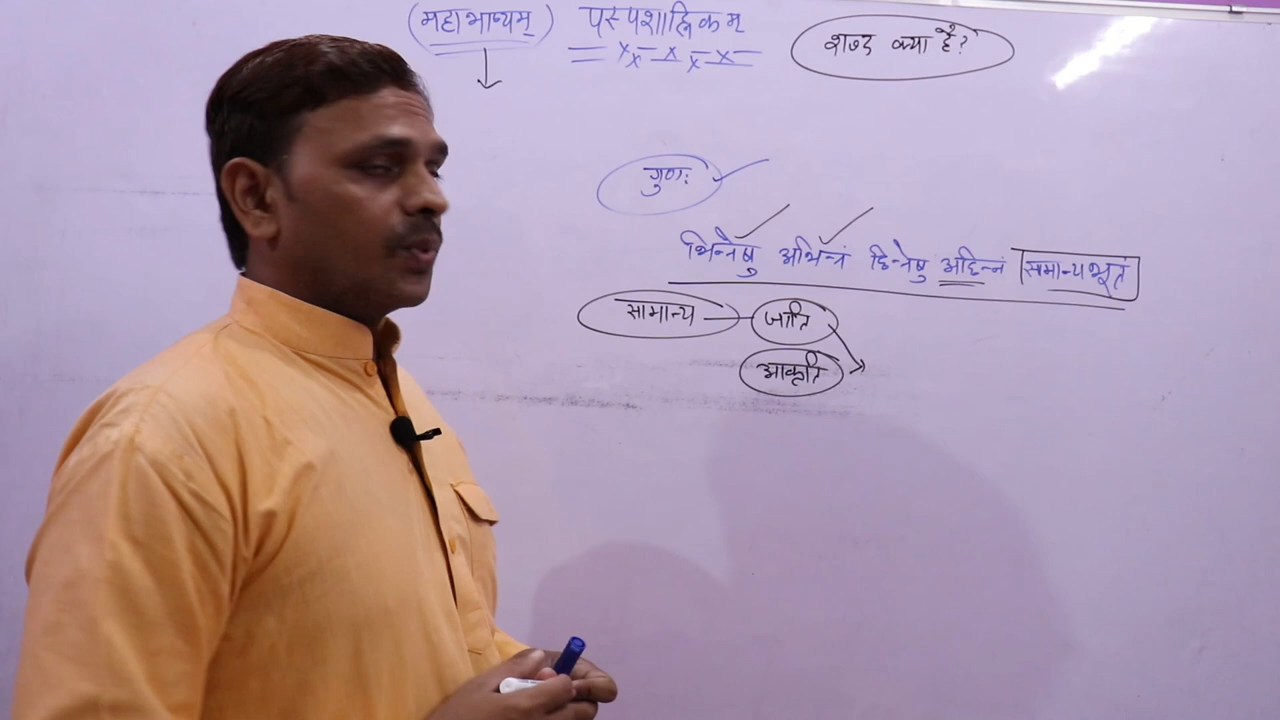 (महाभाष्यम्) पस्पशाह्निकम् शब्द क्या है?
गुणः
भिन्नेषु अभिन्नं छिन्नेषु अछिन्नं सामान्यभूतं
सामान्य जाति
आकृति